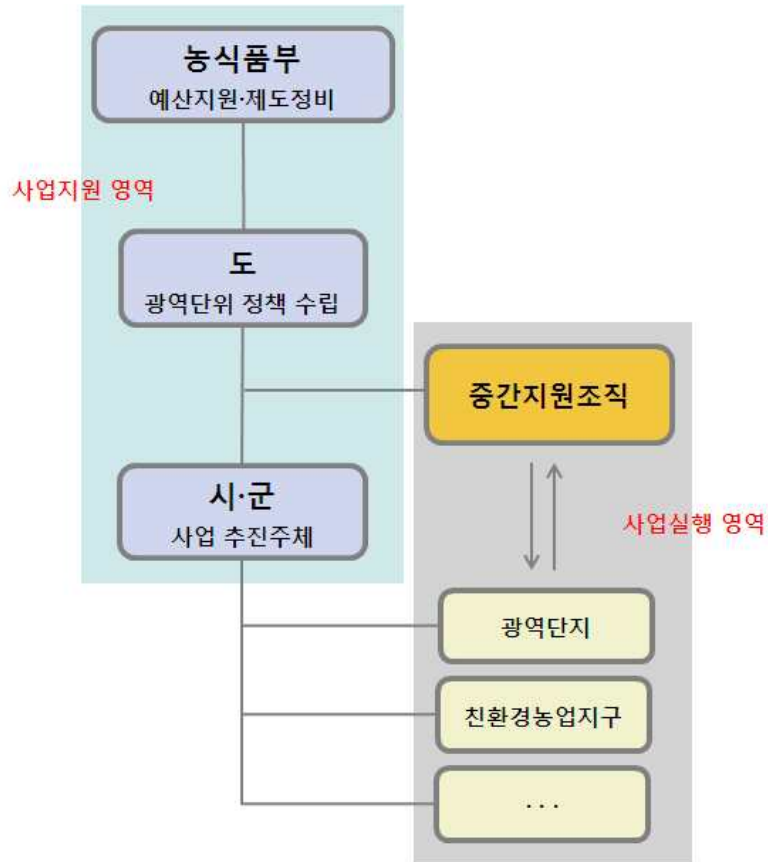 농식품부
예산지원·제도정비
사업지원 영역
도
광역단위 정책 수립
중간지원조직
시·군
사업 추진주체
사업실행 영역
광역단지
친환경농업지구
· · ·